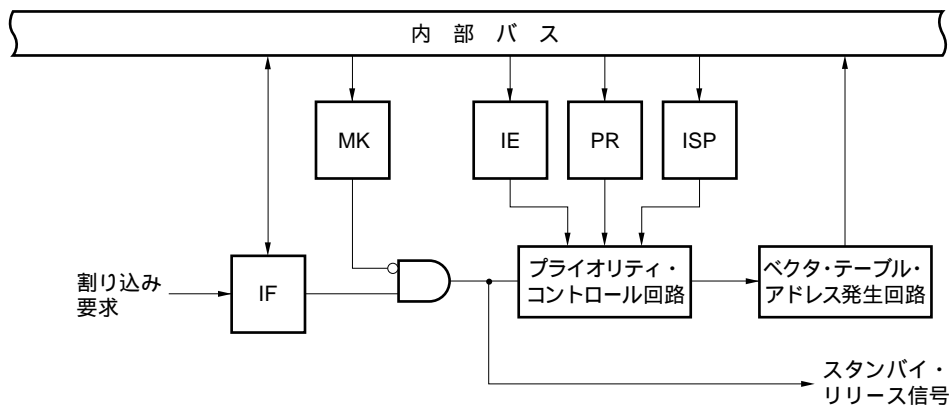 内 部 バ ス
MK
IE
PR
ISP
割り込み
要求
IF
プライオリティ・
コントロール回路
ベクタ・テーブル・
アドレス発生回路
スタンバイ・
リリース信号